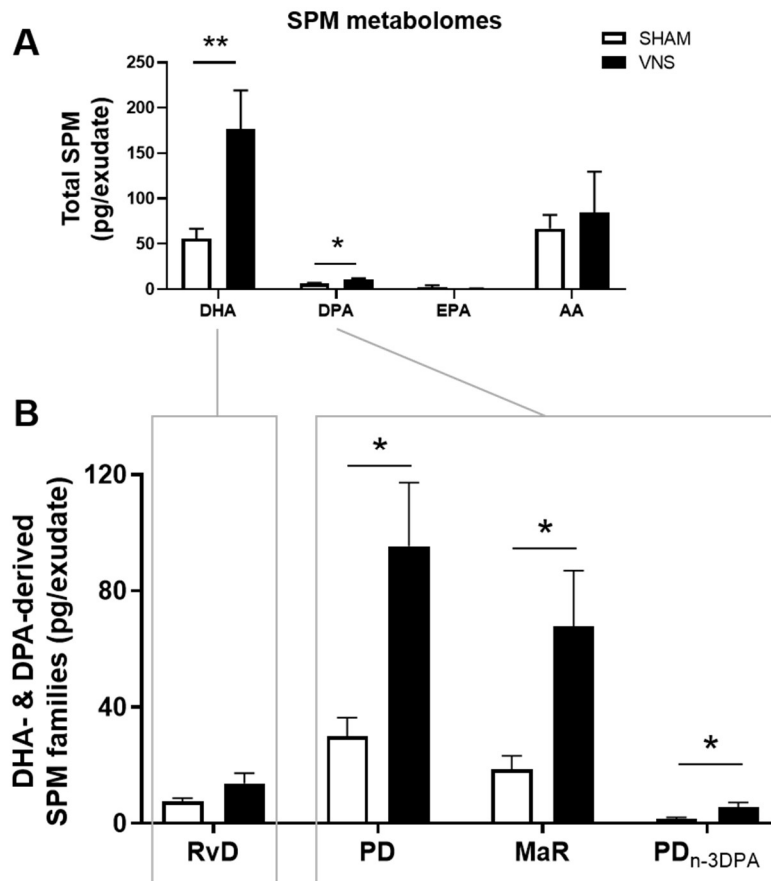 SPM metabolomes
A
SHAM
VNS
**
*
250
200
150
100
50
0
Total SPM
(pg/exudate)
DHA DPA EPA AA
B
*
*
*
120
80
40
0
DHA- & DPA-derived
SPM families (pg/exudate)
RvD PD MaR PDn-3DPA